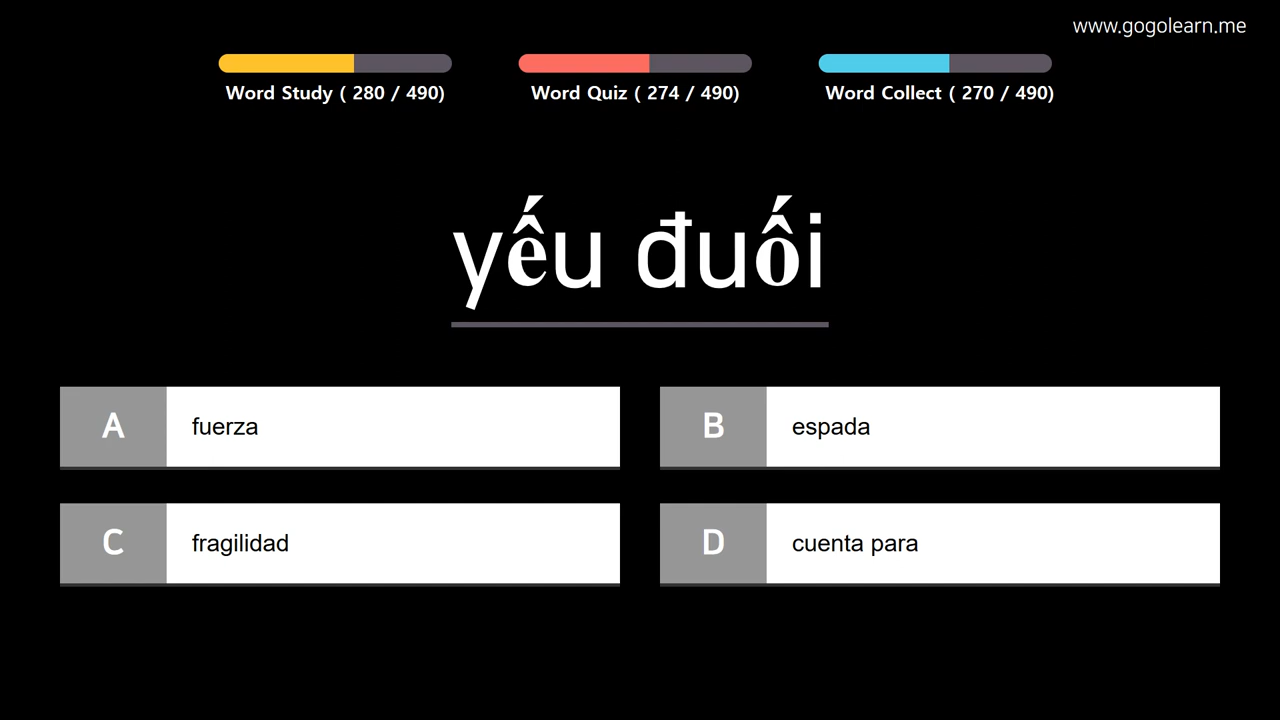 www.gogolearn.me
Word Study ( 280 / 490)
Word Quiz ( 274 / 490)
Word Collect ( 270 / 490)
yếu đuối
A fuerza
B espada
C fragilidad
D cuenta para